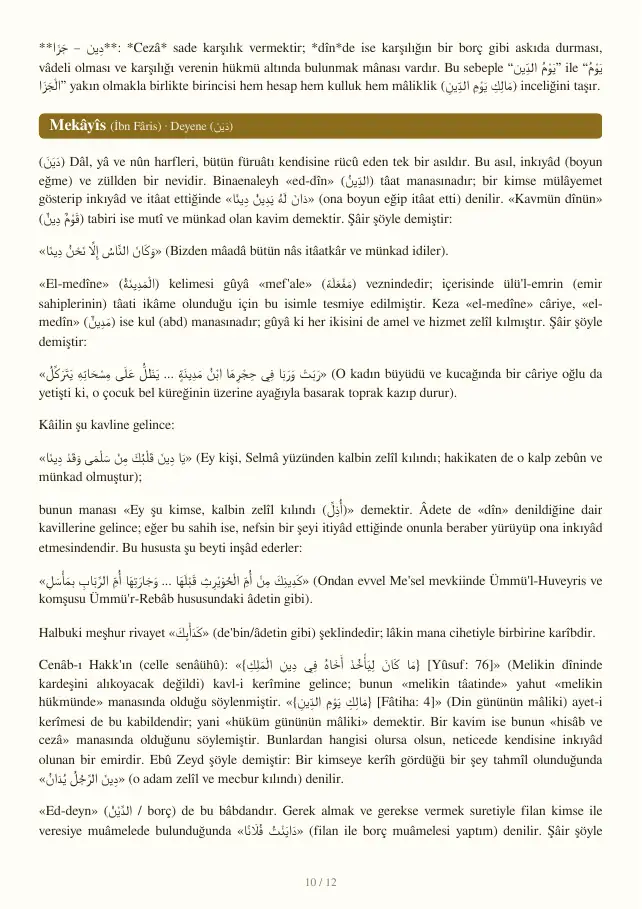 **دِين – جَزَا**: *Cezâ* sade karşılık vermektir; *dîn*de ise karşılığın bir borç gibi askıda durması,
vâdeli olması ve karşılığı verenin hükmü altında bulunmak mânası vardır. Bu sebeple “يَوْمُ الدِّين” ile “يَوْمُ
الْجَزَا” yakın olmakla birlikte birincisi hem hesap hem kulluk hem mâliklik (مَالِكِ يَوْمِ الدِّينِ) inceliğini taşır.
Mekâyîs (İbn Fâris) · Deyene (دَيَنَ)
(دَيَنَ) Dâl, yâ ve nûn harfleri, bütün füruâtı kendisine rücû eden tek bir asıldır. Bu asıl, inkıyâd (boyun
eğme) ve züllden bir nevidir. Binaenaleyh «ed-dîn» (الدِّينُ) tâat manasınadır; bir kimse mülâyemet
gösterip inkıyâd ve itâat ettiğinde «دَانَ لَهُ يَدِينُ دِينًا» (ona boyun eğip itâat etti) denilir. «Kavmün dînün»
(قَوْمٌ دِينٌ) tabiri ise mutî ve münkad olan kavim demektir. Şâir şöyle demiştir:
«وَكَانَ النَّاسُ إِلَّا نَحْنُ دِينًا» (Bizden mâadâ bütün nâs itâatkâr ve münkad idiler).
«El-medîne» (الْمَدِينَةُ) kelimesi gûyâ «mef'ale» (مَفْعَلَة) veznindedir; içerisinde ülü'l-emrin (emir
sahiplerinin) tâati ikâme olunduğu için bu isimle tesmiye edilmiştir. Keza «el-medîne» câriye, «el-
medîn» (مَدِينٌ) ise kul (abd) manasınadır; gûyâ ki her ikisini de amel ve hizmet zelîl kılmıştır. Şâir şöyle
demiştir:
«رَبَتْ وَرَبَا فِي حِجْرِهَا ابْنُ مَدِينَةٍ ... يَظَلُّ عَلَى مِسْحَاتِهِ يَتَرَكَّلُ» (O kadın büyüdü ve kucağında bir câriye oğlu da
yetişti ki, o çocuk bel küreğinin üzerine ayağıyla basarak toprak kazıp durur).
Kâilin şu kavline gelince:
«يَا دِينَ قَلْبُكَ مِنْ سَلْمَى وَقَدْ دِينَا» (Ey kişi, Selmâ yüzünden kalbin zelîl kılındı; hakikaten de o kalp zebûn ve
münkad olmuştur);
bunun manası «Ey şu kimse, kalbin zelîl kılındı (أُذِلَّ)» demektir. Âdete de «dîn» denildiğine dair
kavillerine gelince; eğer bu sahih ise, nefsin bir şeyi itiyâd ettiğinde onunla beraber yürüyüp ona inkıyâd
etmesindendir. Bu hususta şu beyti inşâd ederler:
«كَدِينِكَ مِنْ أُمِّ الْحُوَيْرِثِ قَبْلَهَا ... وَجَارَتِهَا أُمِّ الرَّبَابِ بِمَأْسَلِ» (Ondan evvel Me'sel mevkiinde Ümmü'l-Huveyris ve
komşusu Ümmü'r-Rebâb hususundaki âdetin gibi).
Halbuki meşhur rivayet «كَدَأْبِكَ» (de'bin/âdetin gibi) şeklindedir; lâkin mana cihetiyle birbirine karîbdir.
Cenâb-ı Hakk'ın (celle senâühû): «{مَا كَانَ لِيَأْخُذَ أَخَاهُ فِي دِينِ الْمَلِكِ} [Yûsuf: 76]» (Melikin dîninde
kardeşini alıkoyacak değildi) kavl-i kerîmine gelince; bunun «melikin tâatinde» yahut «melikin
hükmünde» manasında olduğu söylenmiştir. «{مَالِكِ يَوْمِ الدِّينِ} [Fâtiha: 4]» (Din gününün mâliki) ayet-i
kerîmesi de bu kabildendir; yani «hüküm gününün mâliki» demektir. Bir kavim ise bunun «hisâb ve
cezâ» manasında olduğunu söylemiştir. Bunlardan hangisi olursa olsun, neticede kendisine inkıyâd
olunan bir emirdir. Ebû Zeyd şöyle demiştir: Bir kimseye kerîh gördüğü bir şey tahmîl olunduğunda
«دِينَ الرَّجُلُ يُدَانُ» (o adam zelîl ve mecbur kılındı) denilir.
«Ed-deyn» (الدَّيْنُ / borç) de bu bâbdandır. Gerek almak ve gerekse vermek suretiyle filan kimse ile
veresiye muâmelede bulunduğunda «دَايَنْتُ فُلَانًا» (filan ile borç muâmelesi yaptım) denilir. Şâir şöyle
10 / 12